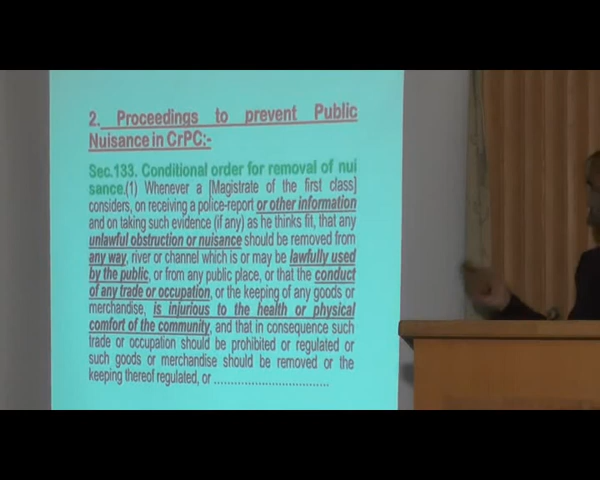 2. Proceedings to prevent Public
Nuisance in CrPC:-
Sec.133. Conditional order for removal of nui
sance.(1) Whenever a [Magistrate of the first class]
considers, on receiving a police-report or other information
and on taking such evidence (if any) as he thinks fit, that any
unlawful obstruction or nuisance should be removed from
any way, river or channel which is or may be lawfully used
by the public, or from any public place, or that the conduct
of any trade or occupation, or the keeping of any goods or
merchandise, is injurious to the health or physical
comfort of the community, and that in consequence such
trade or occupation should be prohibited or regulated or
such goods or merchandise should be removed or the
keeping thereof regulated, or ................................